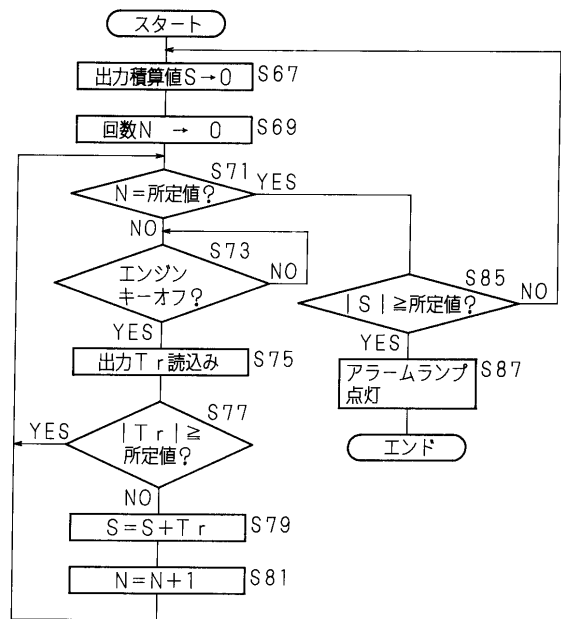 スタート
出力積算値S→0
S67
回数N → 0
S69
S71
N=所定値?
YES
NO
S73
エンジン
キーオフ?
NO
YES
出力Tr読込み
S75
S77
|Tr|≧
所定値?
YES
NO
S=S+Tr
S79
N=N+1
S81
S85
|S|≧所定値?
NO
YES
アラームランプ
点灯
S87
エンド